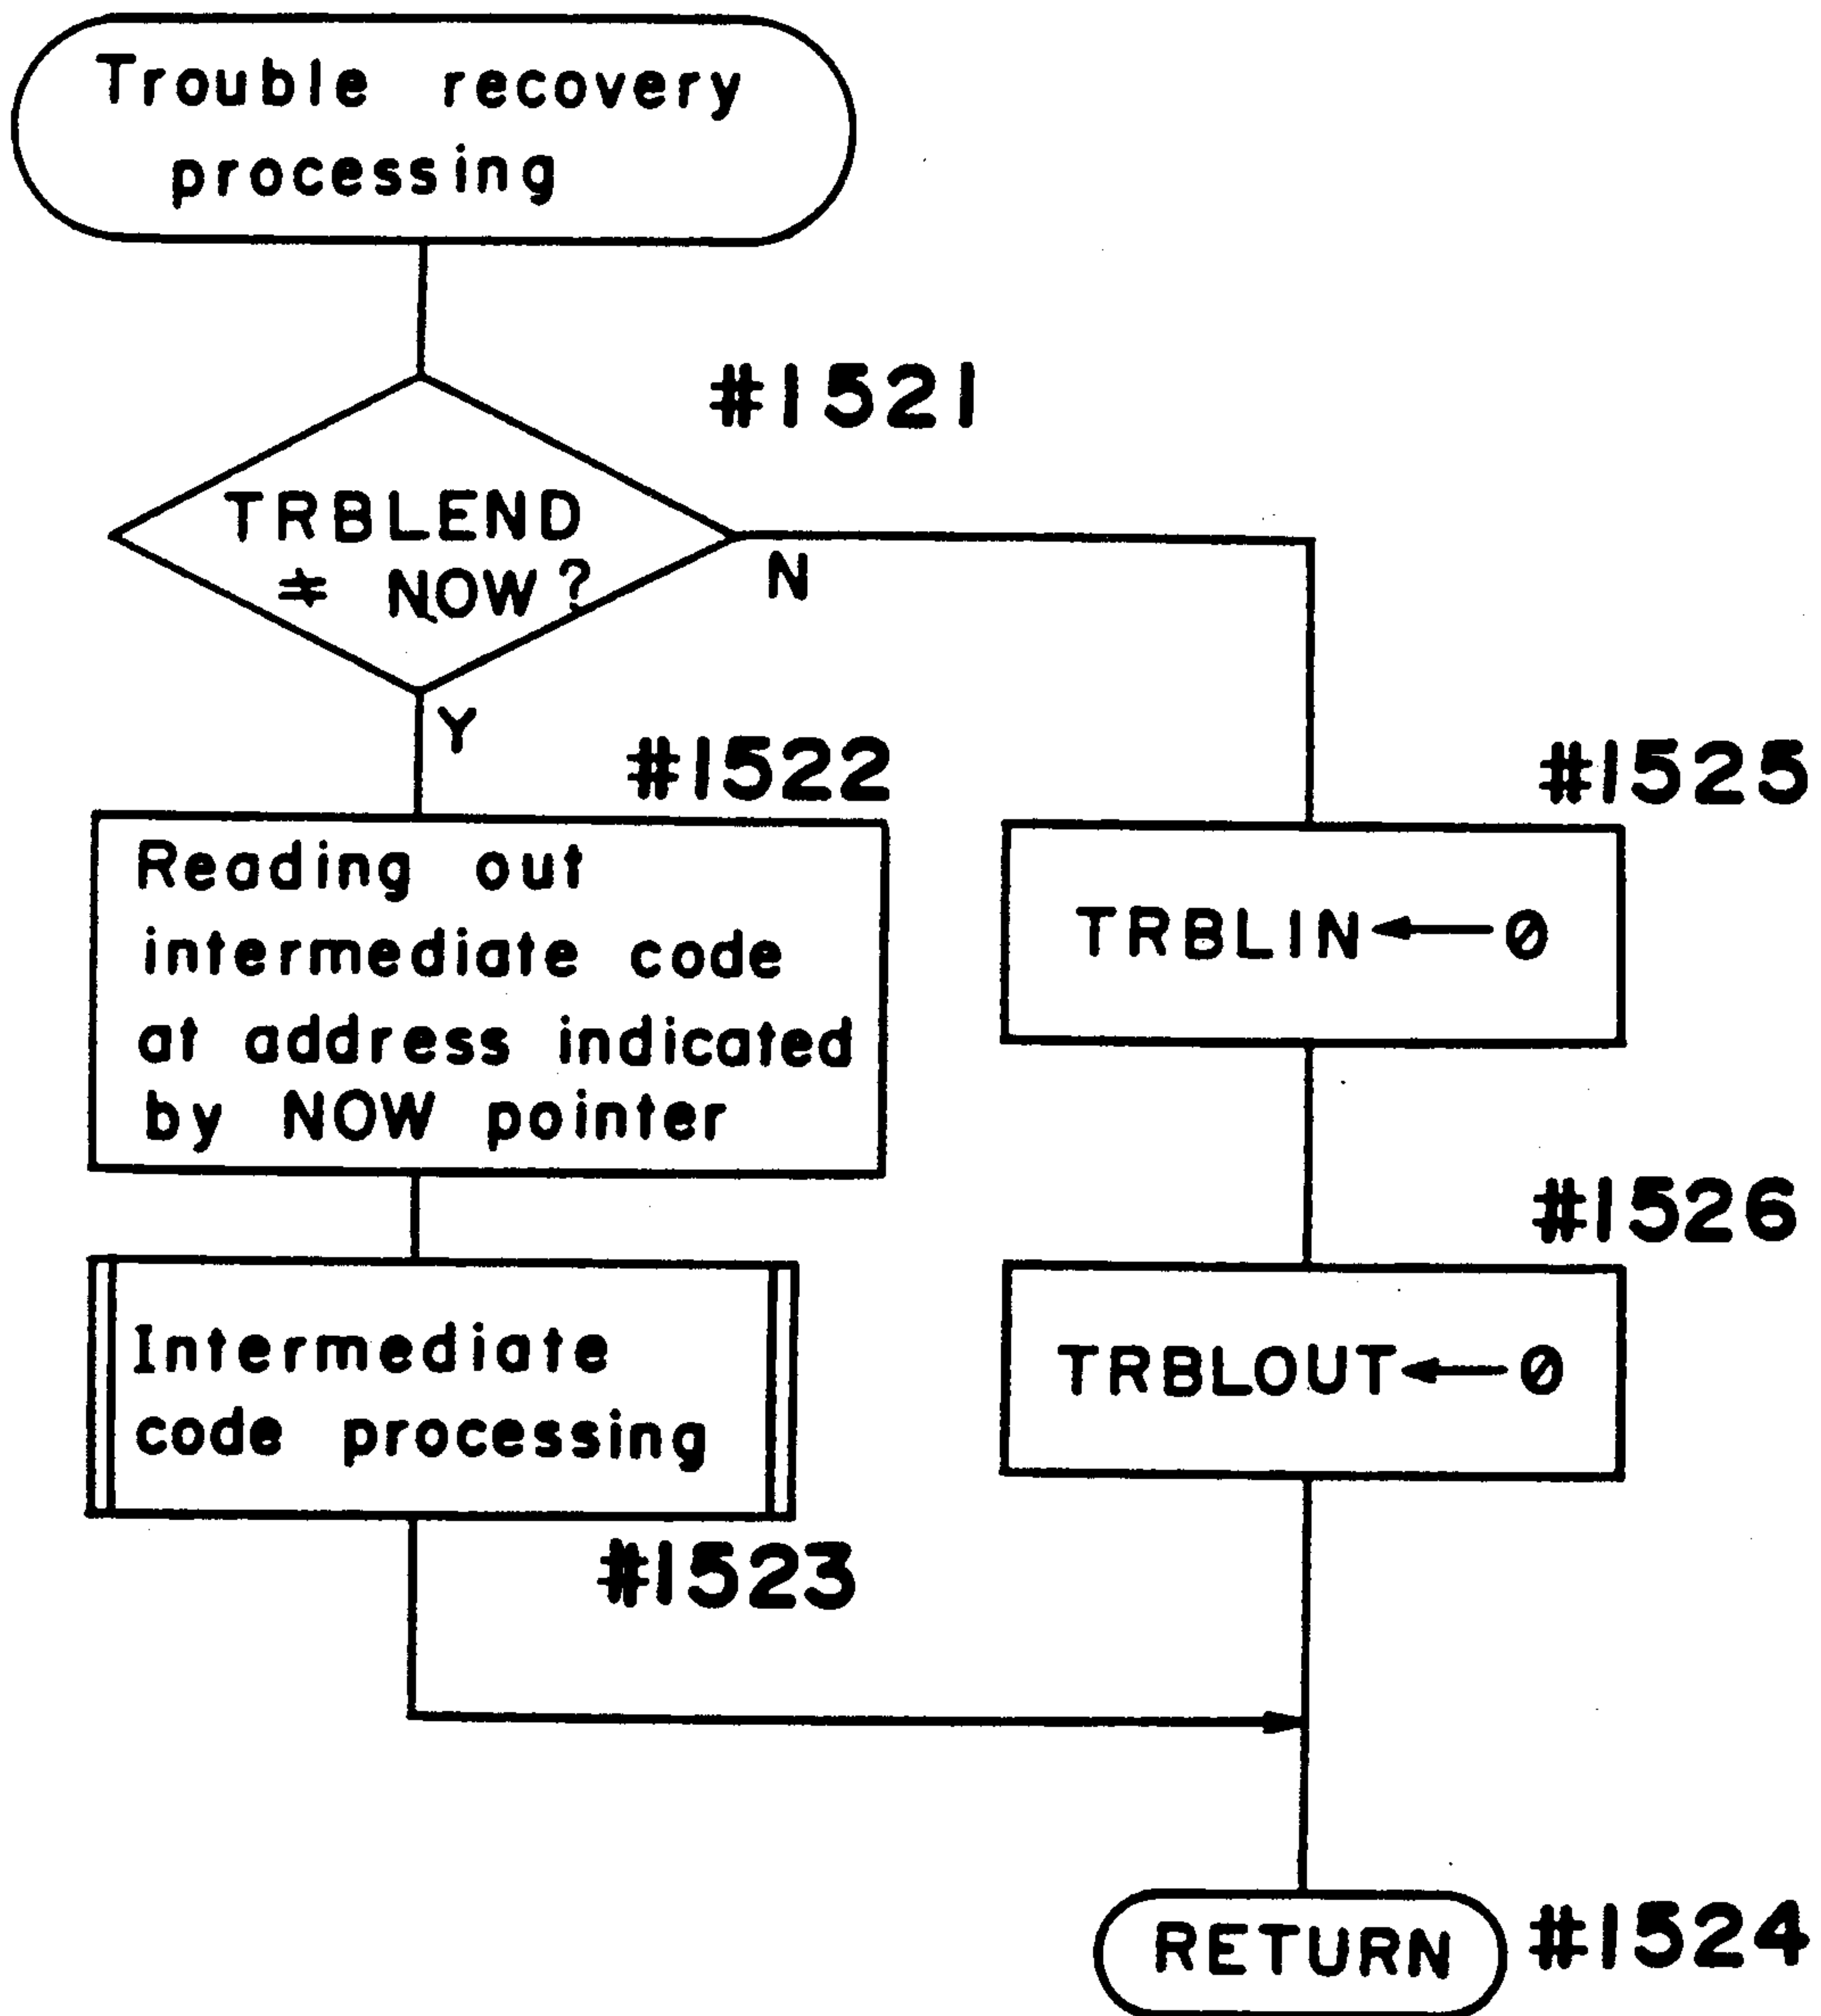 Trouble recovery
processing
#1521
TRBLEND
≠ NOW?
N
Y
#1522
Reading out
intermediate code
at address indicated
by NOW pointer
Intermediate
code processing
#1523
#1525
TRBLIN ← 0
#1526
TRBLOUT ← 0
RETURN
#1524